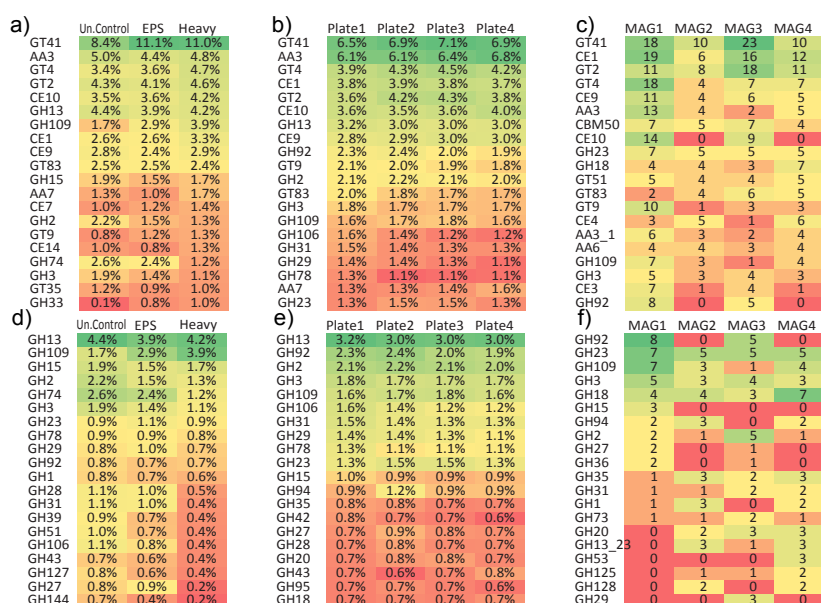 a)
Un.Control EPS Heavy
GT41 8.4% 11.1% 11.0%
AA3 5.0% 4.4% 4.8%
GT4 3.4% 3.6% 4.7%
GT2 4.3% 4.1% 4.6%
CE10 3.5% 3.6% 4.2%
GH13 4.4% 3.9% 4.2%
GH109 1.7% 2.9% 3.9%
CE1 2.6% 2.6% 3.3%
CE9 2.8% 2.4% 2.9%
GT83 2.5% 2.5% 2.4%
GH15 1.9% 1.5% 1.7%
AA7 1.3% 1.0% 1.7%
CE7 1.0% 1.2% 1.4%
GH2 2.2% 1.5% 1.3%
GT9 0.8% 1.2% 1.3%
CE14 1.0% 0.8% 1.3%
GH74 2.6% 2.4% 1.2%
GH3 1.9% 1.4% 1.1%
GT35 1.2% 0.9% 1.0%
GH33 0.1% 0.8% 1.0%
b)
Plate1 Plate2 Plate3 Plate4
GT41 6.5% 6.9% 7.1% 6.9%
AA3 6.1% 6.1% 6.4% 6.8%
GT4 3.9% 4.3% 4.5% 4.2%
CE1 3.8% 3.9% 3.8% 3.7%
GT2 3.6% 4.2% 4.3% 3.8%
CE10 3.6% 3.5% 3.6% 4.0%
GH13 3.2% 3.0% 3.0% 3.0%
CE9 2.8% 2.9% 3.0% 3.0%
GH92 2.3% 2.4% 2.0% 1.9%
GT9 2.1% 2.0% 1.9% 1.8%
GH2 2.1% 2.2% 2.1% 2.0%
GT83 2.0% 1.8% 1.7% 1.7%
GH3 1.8% 1.7% 1.7% 1.7%
GH109 1.6% 1.7% 1.8% 1.6%
GH106 1.6% 1.4% 1.2% 1.2%
GH31 1.5% 1.4% 1.3% 1.3%
GH29 1.4% 1.4% 1.3% 1.1%
GH78 1.3% 1.1% 1.1% 1.1%
AA7 1.3% 1.3% 1.4% 1.6%
GH23 1.3% 1.5% 1.5% 1.3%
c)
MAG1 MAG2 MAG3 MAG4
GT41 18 10 23 10
CE1 19 6 16 12
GT2 11 8 18 11
GT4 18 4 7 7
CE9 11 4 6 5
AA3 13 4 2 5
CBM50 7 5 7 4
CE10 14 0 9 0
GH23 7 5 5 5
GH18 4 4 3 7
GT51 5 4 4 5
GT83 2 4 6 5
GT9 10 1 3 3
CE4 3 5 1 6
AA3_1 6 3 2 4
AA6 4 4 3 4
GH109 7 3 1 4
GH3 5 3 4 3
CE3 7 1 1 4
GH92 8 0 5 0
d)
Un.Control EPS Heavy
GH13 4.4% 3.9% 4.2%
GH109 1.7% 2.9% 3.9%
GH15 1.9% 1.5% 1.7%
GH2 2.2% 1.5% 1.3%
GH74 2.6% 2.4% 1.2%
GH3 1.9% 1.4% 1.1%
GH23 0.9% 1.1% 0.9%
GH78 0.9% 0.9% 0.8%
GH29 0.8% 1.0% 0.7%
GH92 0.8% 0.7% 0.7%
GH1 0.8% 0.7% 0.6%
GH28 1.1% 1.0% 0.5%
GH31 1.1% 1.0% 0.4%
GH39 0.9% 0.7% 0.4%
GH51 1.0% 0.7% 0.4%
GH106 1.1% 0.8% 0.4%
GH43 0.7% 0.6% 0.4%
GH127 0.8% 0.6% 0.4%
GH27 0.8% 0.9% 0.2%
GH144 0.7% 0.4% 0.2%
e)
Plate1 Plate2 Plate3 Plate4
GH13 3.2% 3.0% 3.0% 3.0%
GH92 2.3% 2.4% 2.0% 1.9%
GH2 2.1% 2.2% 2.1% 2.0%
GH3 1.8% 1.7% 1.7% 1.7%
GH109 1.6% 1.7% 1.8% 1.6%
GH106 1.6% 1.4% 1.2% 1.2%
GH31 1.5% 1.4% 1.3% 1.3%
GH29 1.4% 1.4% 1.3% 1.1%
GH78 1.3% 1.1% 1.1% 1.1%
GH23 1.3% 1.5% 1.5% 1.3%
GH15 1.0% 0.9% 0.9% 0.9%
GH94 0.9% 1.2% 0.9% 0.9%
GH35 0.8% 0.8% 0.7% 0.7%
GH42 0.8% 0.7% 0.7% 0.6%
GH27 0.7% 0.9% 0.7% 0.7%
GH28 0.7% 0.8% 0.7% 0.7%
GH20 0.7% 0.8% 0.7% 0.7%
GH43 0.7% 0.6% 0.7% 0.8%
GH95 0.7% 0.7% 0.7% 0.6%
GH18 0.7% 0.7% 0.7% 0.7%
f)
MAG1 MAG2 MAG3 MAG4
GH92 8 0 5 0
GH23 7 5 5 5
GH109 7 3 1 4
GH3 5 3 4 3
GH18 4 4 3 7
GH15 3 0 0 0
GH94 2 3 0 2
GH2 2 1 5 1
GH27 2 0 1 0
GH36 2 0 1 0
GH35 1 3 2 3
GH31 1 1 2 2
GH1 1 3 0 3
GH73 1 1 2 1
GH20 0 2 3 3
GH13_23 0 3 1 3
GH53 0 0 0 3
GH125 0 1 1 2
GH128 0 2 0 2
GH29 0 0 3 0